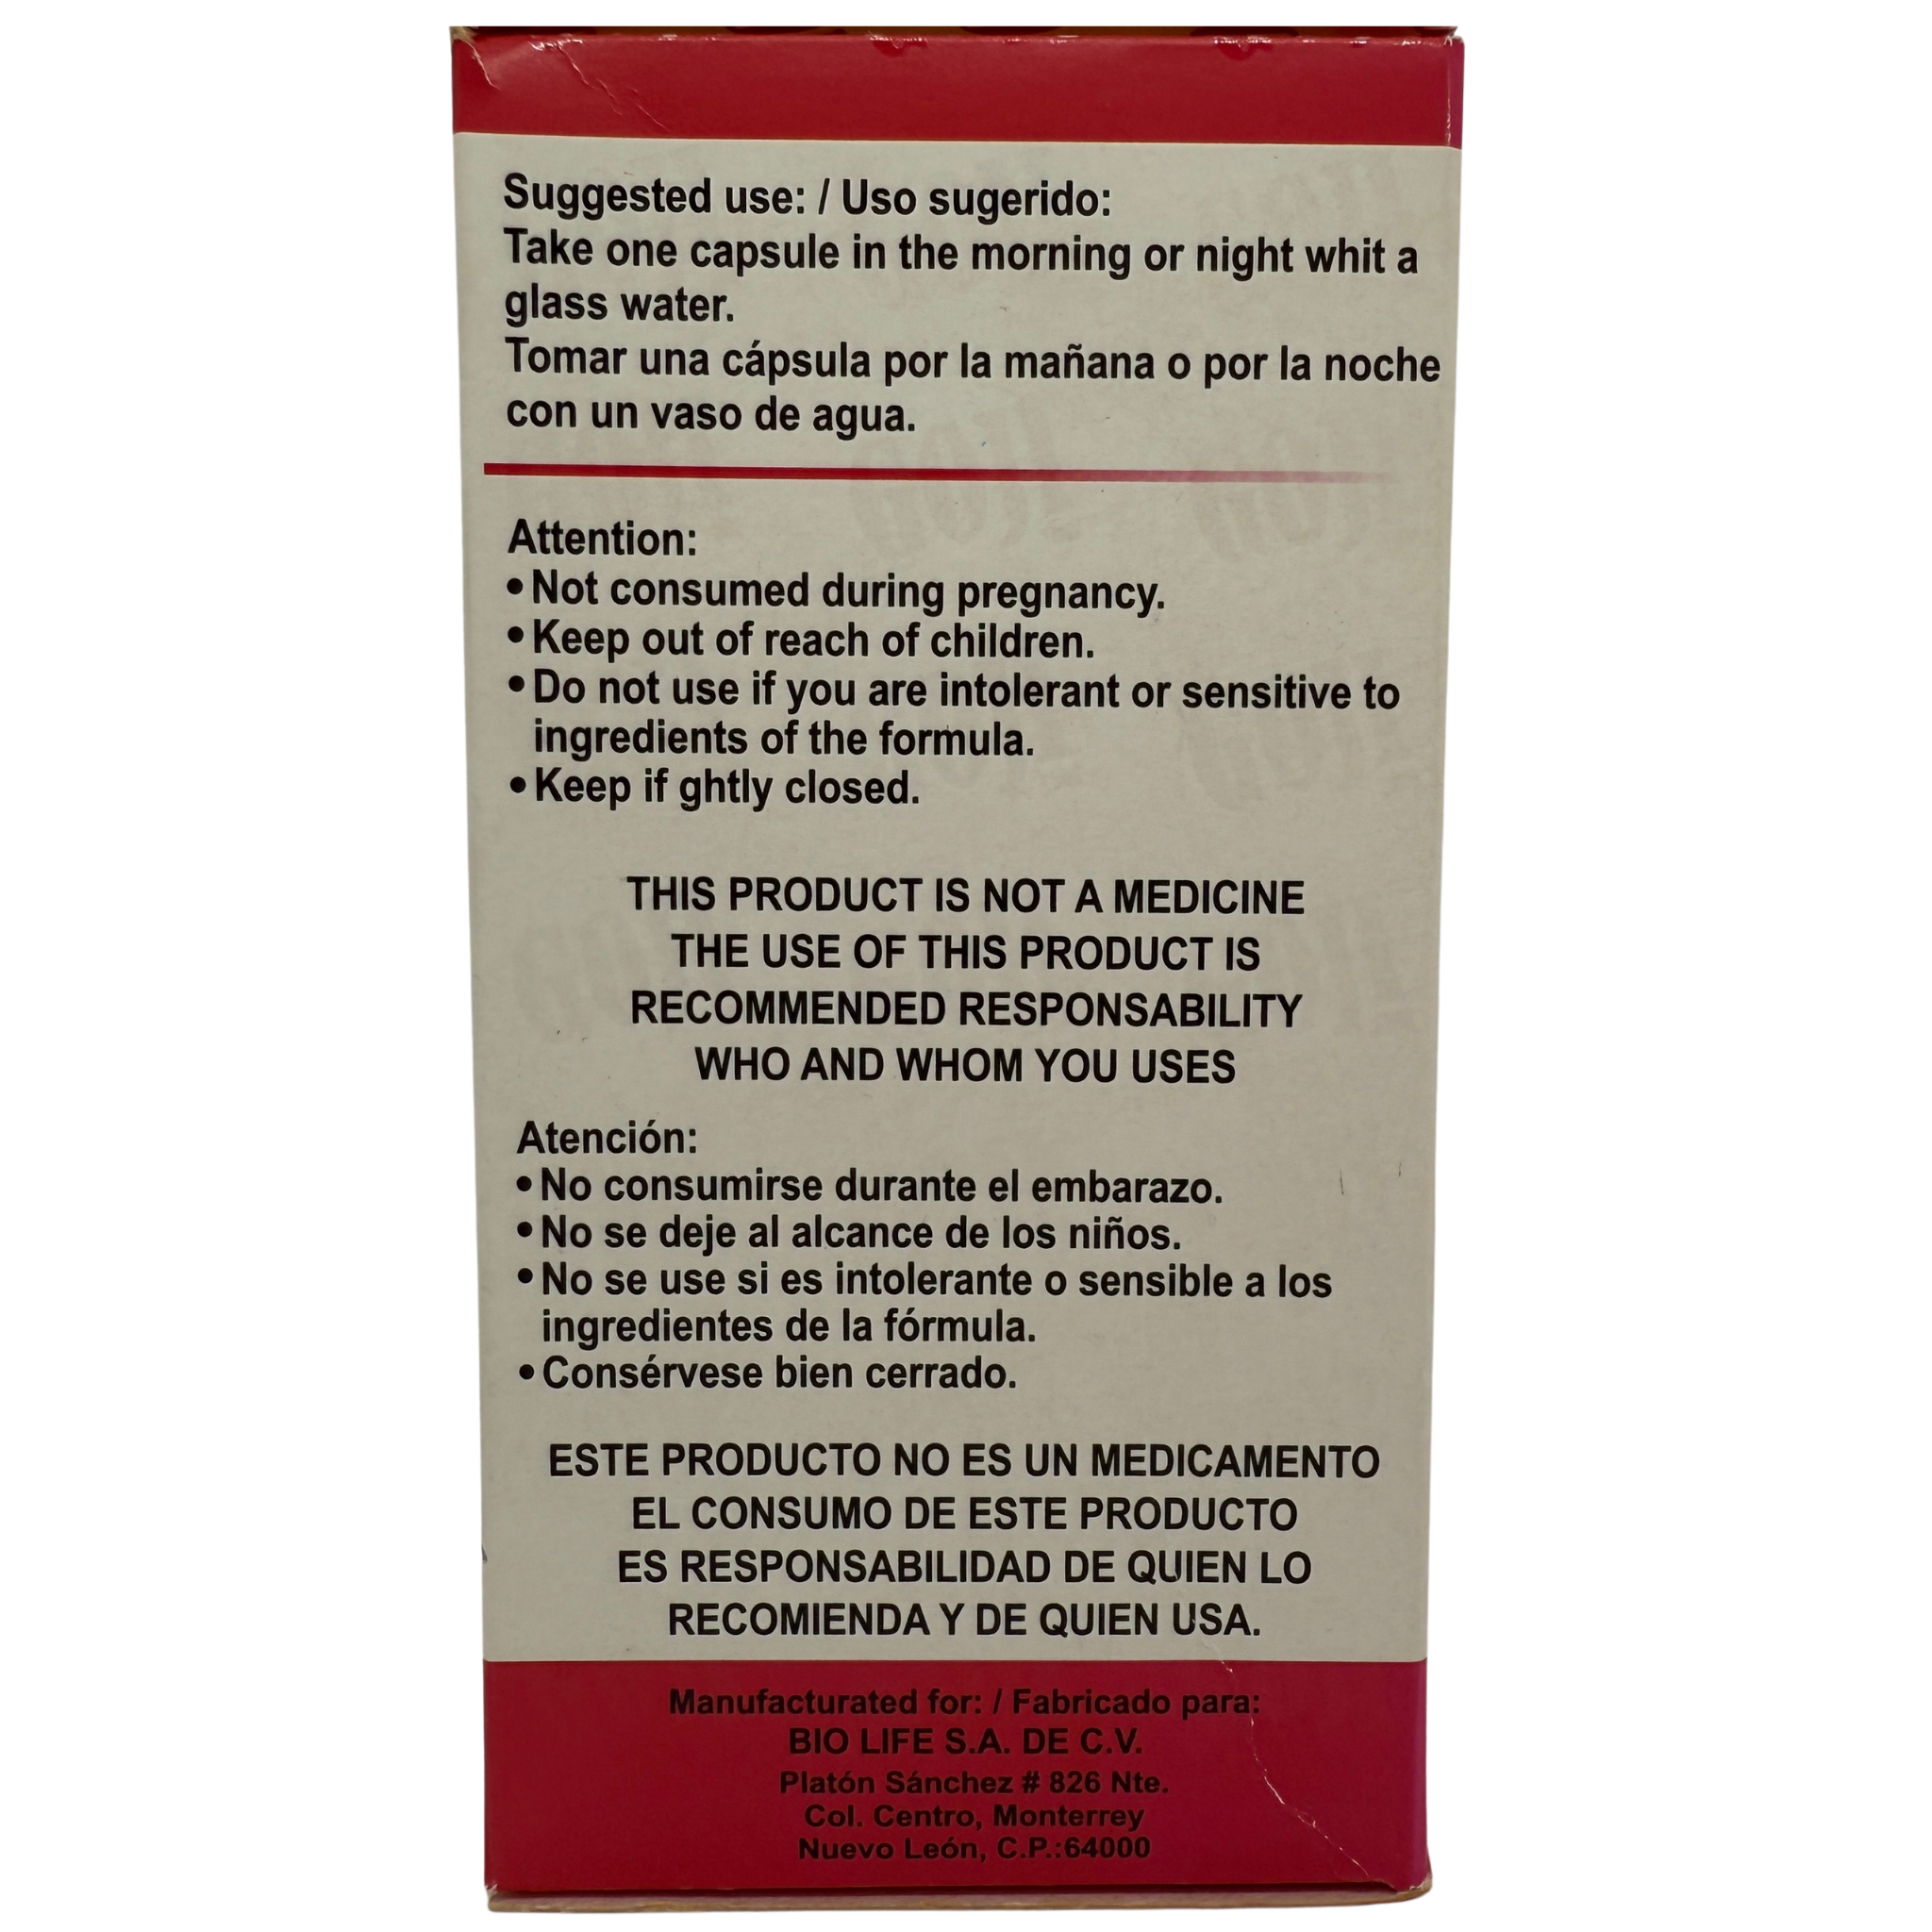 Suggested use: / Uso sugerido:
Take one capsule in the morning or night whit a
glass water.
Tomar una cápsula por la mañana o por la noche
con un vaso de agua.
Attention:
• Not consumed during pregnancy.
• Keep out of reach of children.
• Do not use if you are intolerant or sensitive to
ingredients of the formula.
• Keep if ghtly closed.
THIS PRODUCT IS NOT A MEDICINE
THE USE OF THIS PRODUCT IS
RECOMMENDED RESPONSABILITY
WHO AND WHOM YOU USES
Atención:
• No consumirse durante el embarazo.
• No se deje al alcance de los niños.
• No se use si es intolerante o sensible a los
ingredientes de la fórmula.
• Consérvese bien cerrado.
ESTE PRODUCTO NO ES UN MEDICAMENTO
EL CONSUMO DE ESTE PRODUCTO
ES RESPONSABILIDAD DE QUIEN LO
RECOMIENDA Y DE QUIEN USA.
Manufacturated for: / Fabricado para:
BIO LIFE S.A. DE C.V.
Platón Sánchez # 826 Nte.
Col. Centro, Monterrey
Nuevo León, C.P.:64000